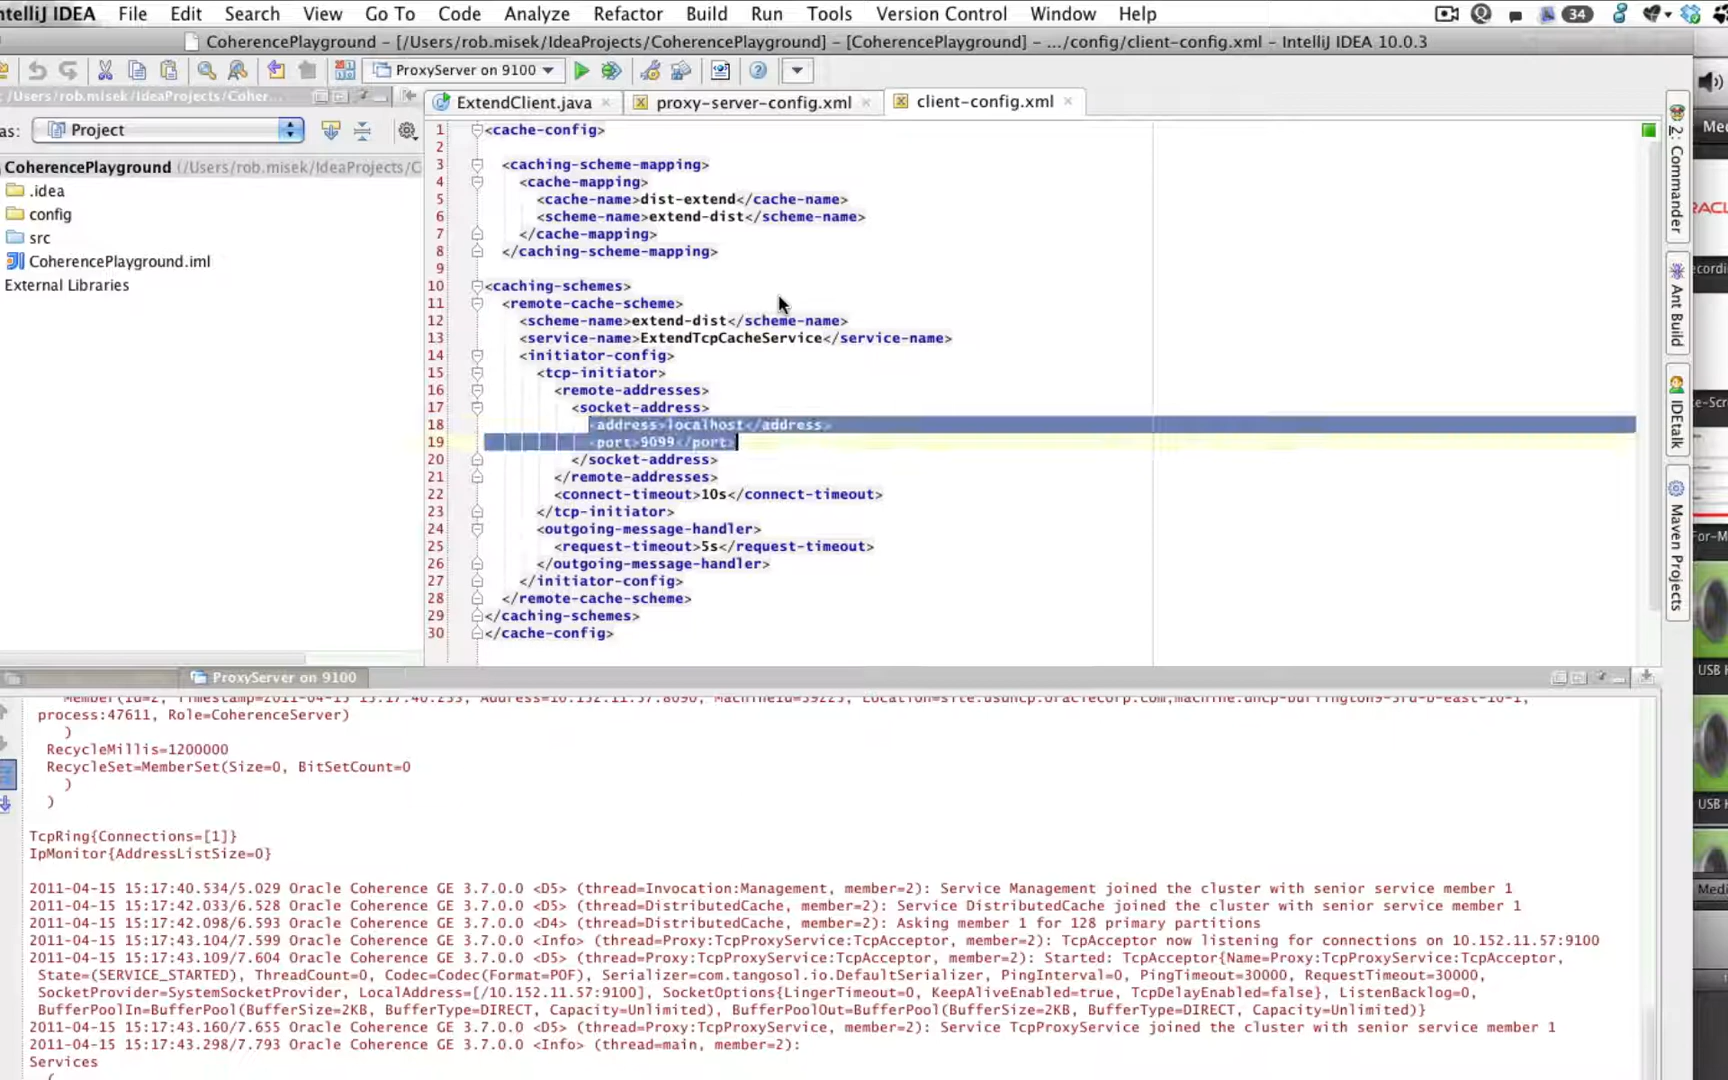 IntelliJ IDEA File Edit Search View Go To Code Analyze Refactor Build Run Tools Version Control Window Help 34
CoherencePlayground – [/Users/rob.misek/IdeaProjects/CoherencePlayground] – [CoherencePlayground] – .../config/client-config.xml – IntelliJ IDEA 10.0.3
ProxyServer on 9100
/Users/rob.misek/IdeaProjects/Coher...
ExtendClient.java proxy-server-config.xml client-config.xml
as: Project
CoherencePlayground (/Users/rob.misek/IdeaProjects/C
.idea
config
src
CoherencePlayground.iml
External Libraries
1 <cache-config>
2
3 <caching-scheme-mapping>
4 <cache-mapping>
5 <cache-name>dist-extend</cache-name>
6 <scheme-name>extend-dist</scheme-name>
7 </cache-mapping>
8 </caching-scheme-mapping>
9
10 <caching-schemes>
11 <remote-cache-scheme>
12 <scheme-name>extend-dist</scheme-name>
13 <service-name>ExtendTcpCacheService</service-name>
14 <initiator-config>
15 <tcp-initiator>
16 <remote-addresses>
17 <socket-address>
18 <address>localhost</address>
19 <port>9099</port>
20 </socket-address>
21 </remote-addresses>
22 <connect-timeout>10s</connect-timeout>
23 </tcp-initiator>
24 <outgoing-message-handler>
25 <request-timeout>5s</request-timeout>
26 </outgoing-message-handler>
27 </initiator-config>
28 </remote-cache-scheme>
29 </caching-schemes>
30 </cache-config>
2: Commander
Ant Build
IDEtalk
Maven Projects
Med
RACL
ecordin
e-Scr
For-M
USB H
USB H
Medi
ProxyServer on 9100
process:47611, Role=CoherenceServer)
)
RecycleMillis=1200000
RecycleSet=MemberSet(Size=0, BitSetCount=0
)
)
TcpRing{Connections=[1]}
IpMonitor{AddressListSize=0}
2011-04-15 15:17:40.534/5.029 Oracle Coherence GE 3.7.0.0 <D5> (thread=Invocation:Management, member=2): Service Management joined the cluster with senior service member 1
2011-04-15 15:17:42.033/6.528 Oracle Coherence GE 3.7.0.0 <D5> (thread=DistributedCache, member=2): Service DistributedCache joined the cluster with senior service member 1
2011-04-15 15:17:42.098/6.593 Oracle Coherence GE 3.7.0.0 <D4> (thread=DistributedCache, member=2): Asking member 1 for 128 primary partitions
2011-04-15 15:17:43.104/7.599 Oracle Coherence GE 3.7.0.0 <Info> (thread=Proxy:TcpProxyService:TcpAcceptor, member=2): TcpAcceptor now listening for connections on 10.152.11.57:9100
2011-04-15 15:17:43.109/7.604 Oracle Coherence GE 3.7.0.0 <D5> (thread=Proxy:TcpProxyService:TcpAcceptor, member=2): Started: TcpAcceptor{Name=Proxy:TcpProxyService:TcpAcceptor,
State=(SERVICE_STARTED), ThreadCount=0, Codec=Codec(Format=POF), Serializer=com.tangosol.io.DefaultSerializer, PingInterval=0, PingTimeout=30000, RequestTimeout=30000,
SocketProvider=SystemSocketProvider, LocalAddress=[/10.152.11.57:9100], SocketOptions{LingerTimeout=0, KeepAliveEnabled=true, TcpDelayEnabled=false}, ListenBacklog=0,
BufferPoolIn=BufferPool(BufferSize=2KB, BufferType=DIRECT, Capacity=Unlimited), BufferPoolOut=BufferPool(BufferSize=2KB, BufferType=DIRECT, Capacity=Unlimited)}
2011-04-15 15:17:43.160/7.655 Oracle Coherence GE 3.7.0.0 <D5> (thread=Proxy:TcpProxyService, member=2): Service TcpProxyService joined the cluster with senior service member 1
2011-04-15 15:17:43.298/7.793 Oracle Coherence GE 3.7.0.0 <Info> (thread=main, member=2):
Services
(